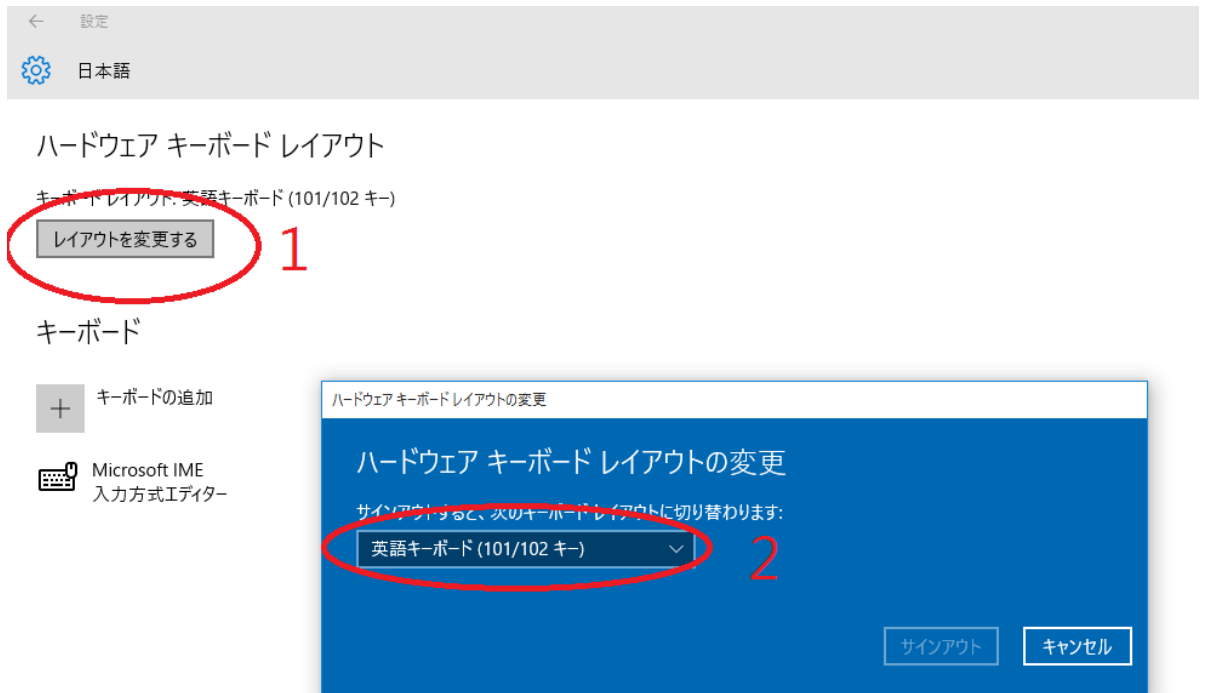 設定
日本語
ハードウェア キーボード レイアウト
キーボード レイアウト: 英語キーボード (101/102 キー)
レイアウトを変更する
1
キーボード
キーボードの追加
Microsoft IME
入力方式エディター
ハードウェア キーボード レイアウトの変更
ハードウェア キーボード レイアウトの変更
サインアウトすると、次のキーボード レイアウトに切り替わります:
英語キーボード (101/102 キー)
2
サインアウト
キャンセル